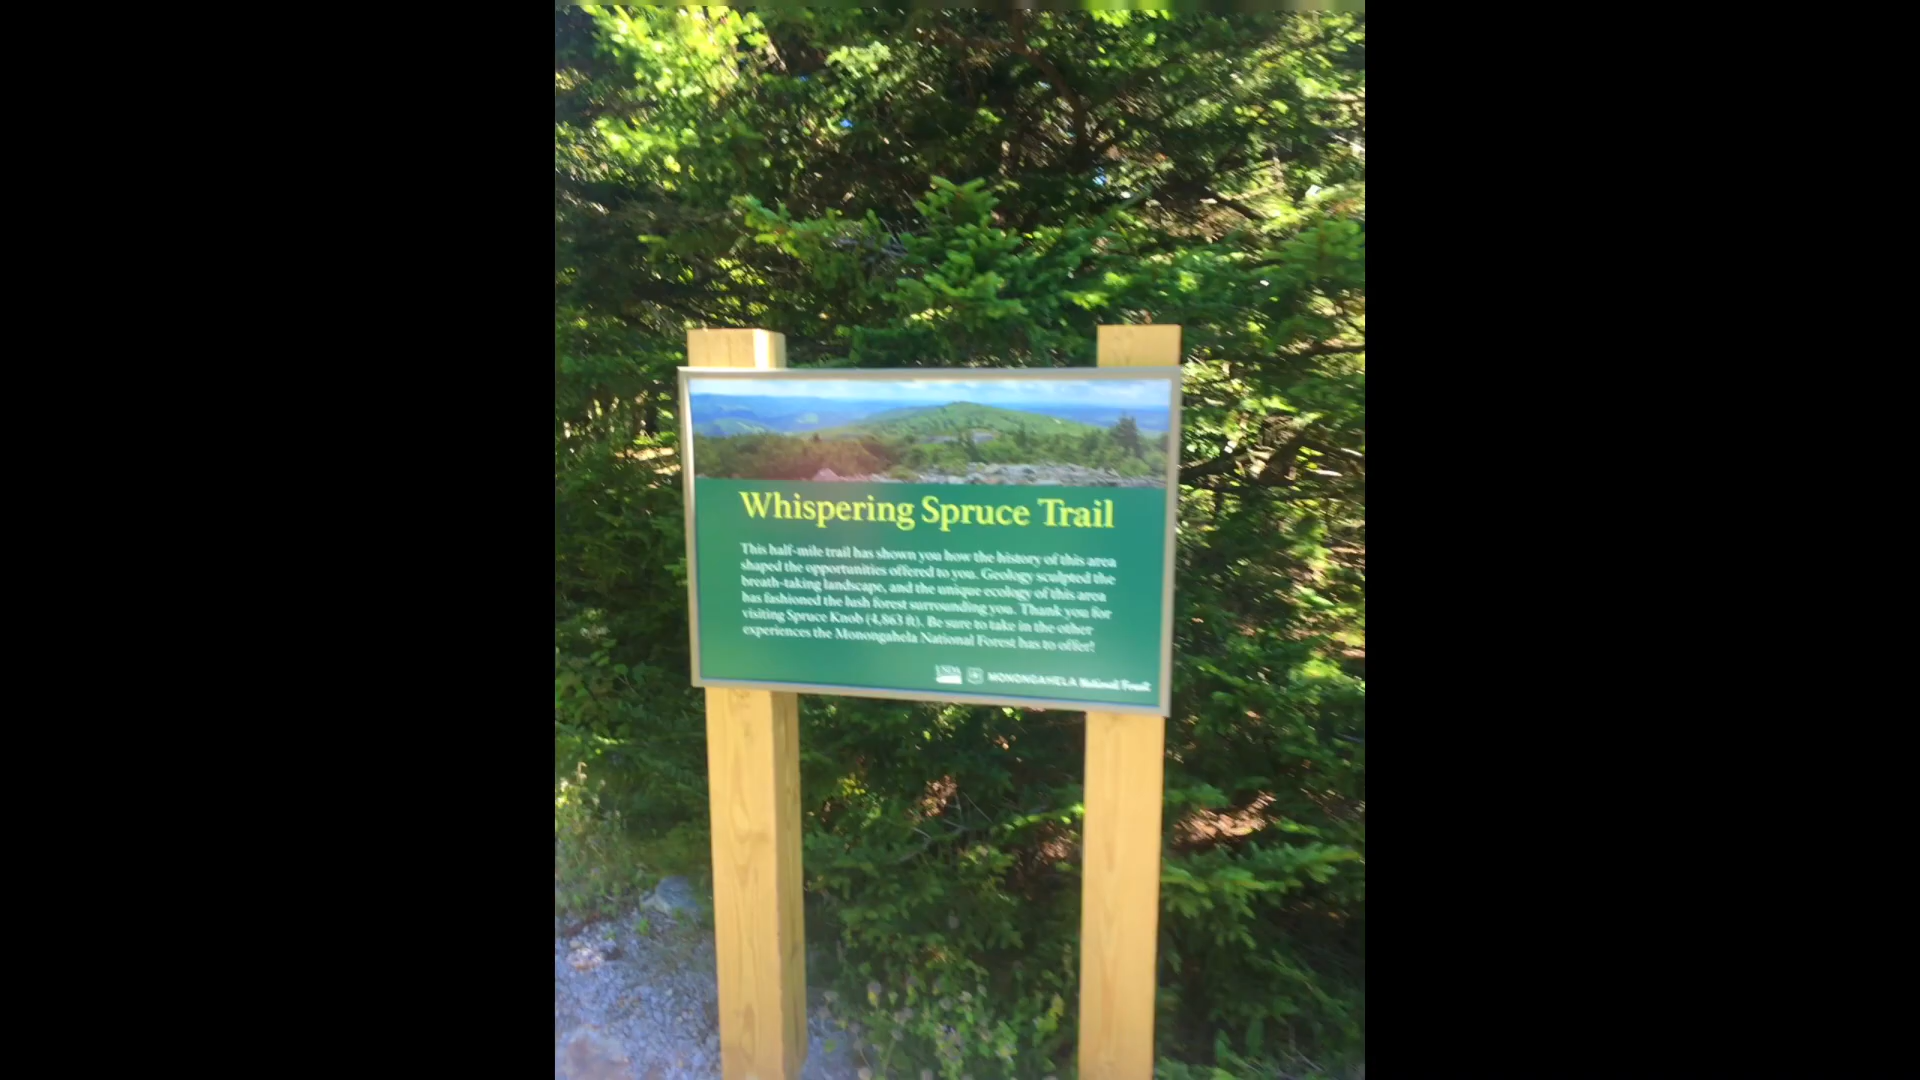 Whispering Spruce Trail
This half-mile trail has shown you how the history of this area
shaped the opportunities offered to you. Geology sculpted the
breath-taking landscape, and the unique ecology of this area
has fashioned the lush forest surrounding you. Thank you for
visiting Spruce Knob (4,863 ft). Be sure to take in the other
experiences the Monongahela National Forest has to offer!
USDA MONONGAHELA National Forest